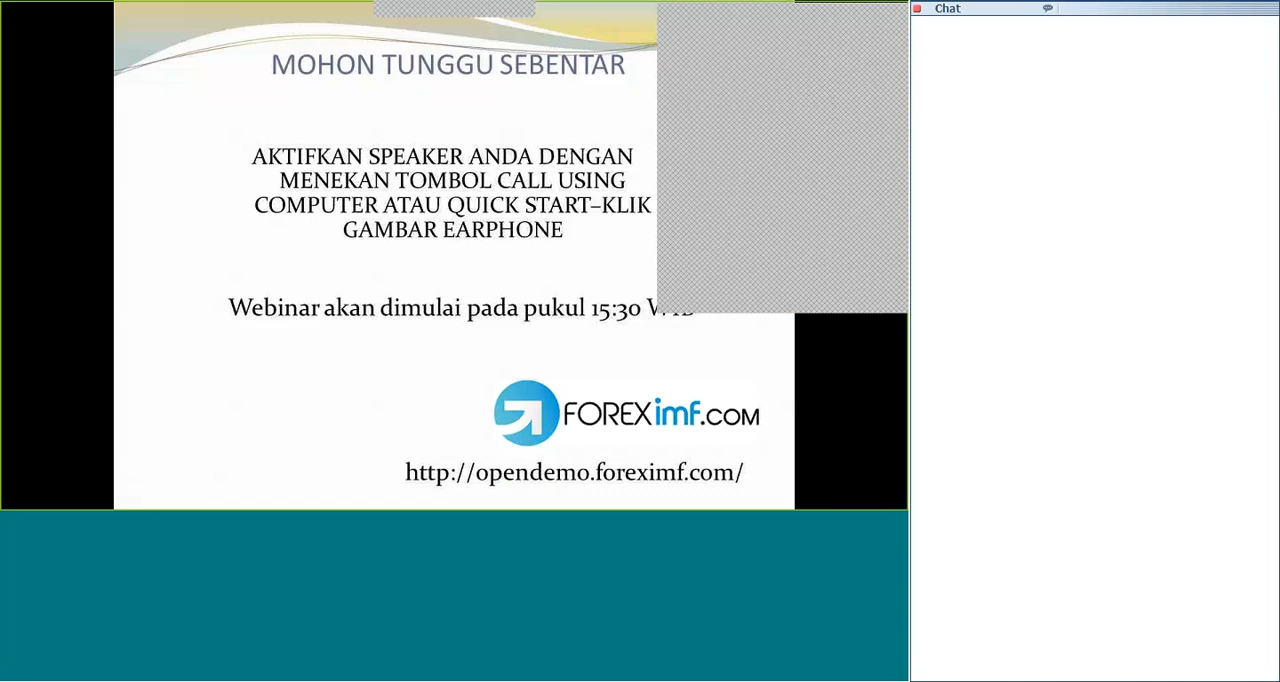 Chat
MOHON TUNGGU SEBENTAR
AKTIFKAN SPEAKER ANDA DENGAN
MENEKAN TOMBOL CALL USING
COMPUTER ATAU QUICK START–KLIK
GAMBAR EARPHONE
Webinar akan dimulai pada pukul 15:30 WIB
FOREXimf.COM
http://opendemo.foreximf.com/